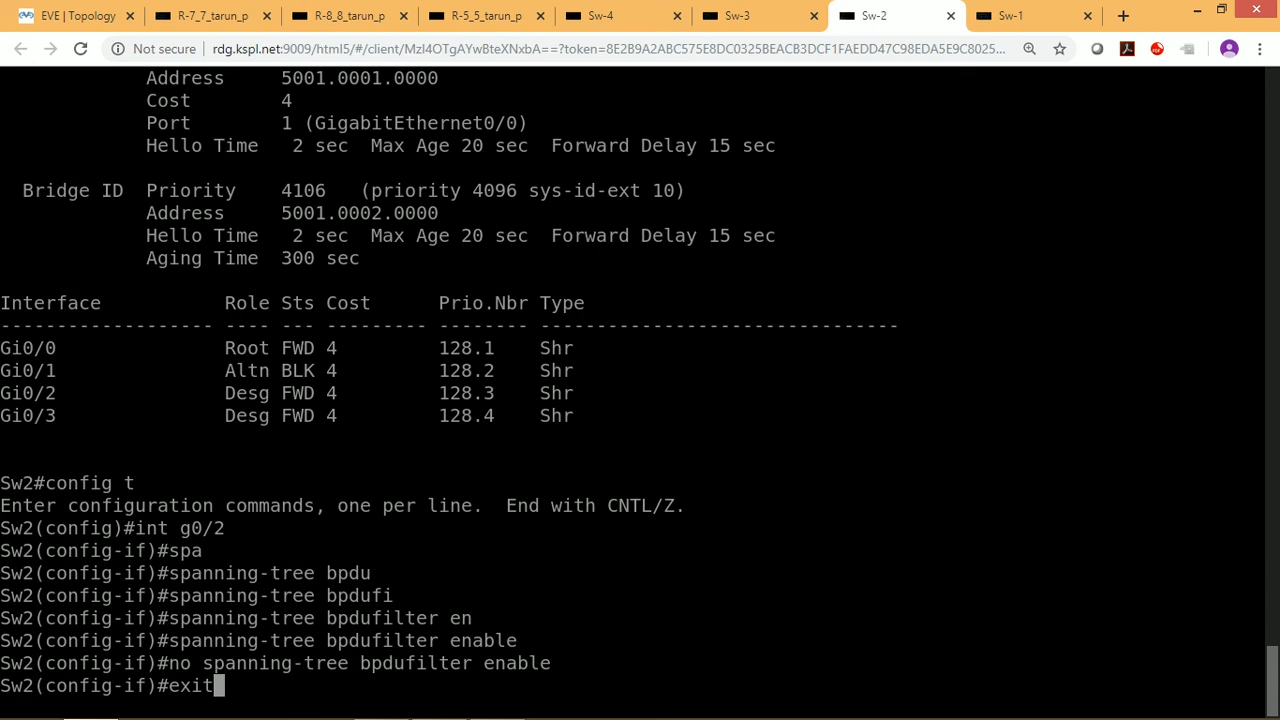 EVE | Topology
R-7_7_tarun_p
R-8_8_tarun_p
R-5_5_tarun_p
Sw-4
Sw-3
Sw-2
Sw-1
Not secure rdg.kspl.net:9009/html5/#/client/MzI4OTgAYwBteXNxbA==?token=8E2B9A2ABC575E8DC0325BEACB3DCF1FAEDD47C98EDA5E9C8025...
Address 5001.0001.0000
Cost 4
Port 1 (GigabitEthernet0/0)
Hello Time 2 sec Max Age 20 sec Forward Delay 15 sec
Bridge ID Priority 4106 (priority 4096 sys-id-ext 10)
Address 5001.0002.0000
Hello Time 2 sec Max Age 20 sec Forward Delay 15 sec
Aging Time 300 sec
Interface Role Sts Cost Prio.Nbr Type
------------------- ---- --- --------- -------- --------------------------------
Gi0/0 Root FWD 4 128.1 Shr
Gi0/1 Altn BLK 4 128.2 Shr
Gi0/2 Desg FWD 4 128.3 Shr
Gi0/3 Desg FWD 4 128.4 Shr
Sw2#config t
Enter configuration commands, one per line. End with CNTL/Z.
Sw2(config)#int g0/2
Sw2(config-if)#spa
Sw2(config-if)#spanning-tree bpdu
Sw2(config-if)#spanning-tree bpdufi
Sw2(config-if)#spanning-tree bpdufilter en
Sw2(config-if)#spanning-tree bpdufilter enable
Sw2(config-if)#no spanning-tree bpdufilter enable
Sw2(config-if)#exit